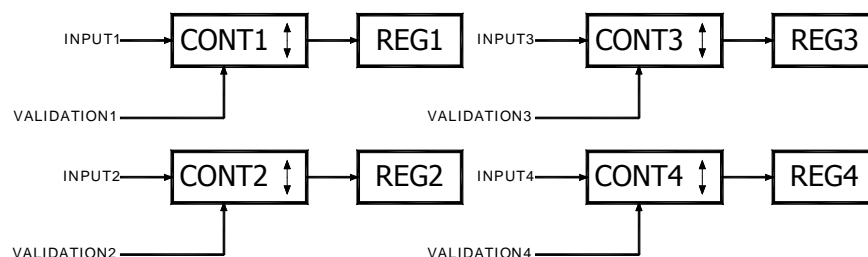 INPUT1 CONT1 REG1 INPUT3 CONT3 REG3
VALIDATION1 VALIDATION3
INPUT2 CONT2 REG2 INPUT4 CONT4 REG4
VALIDATION2 VALIDATION4